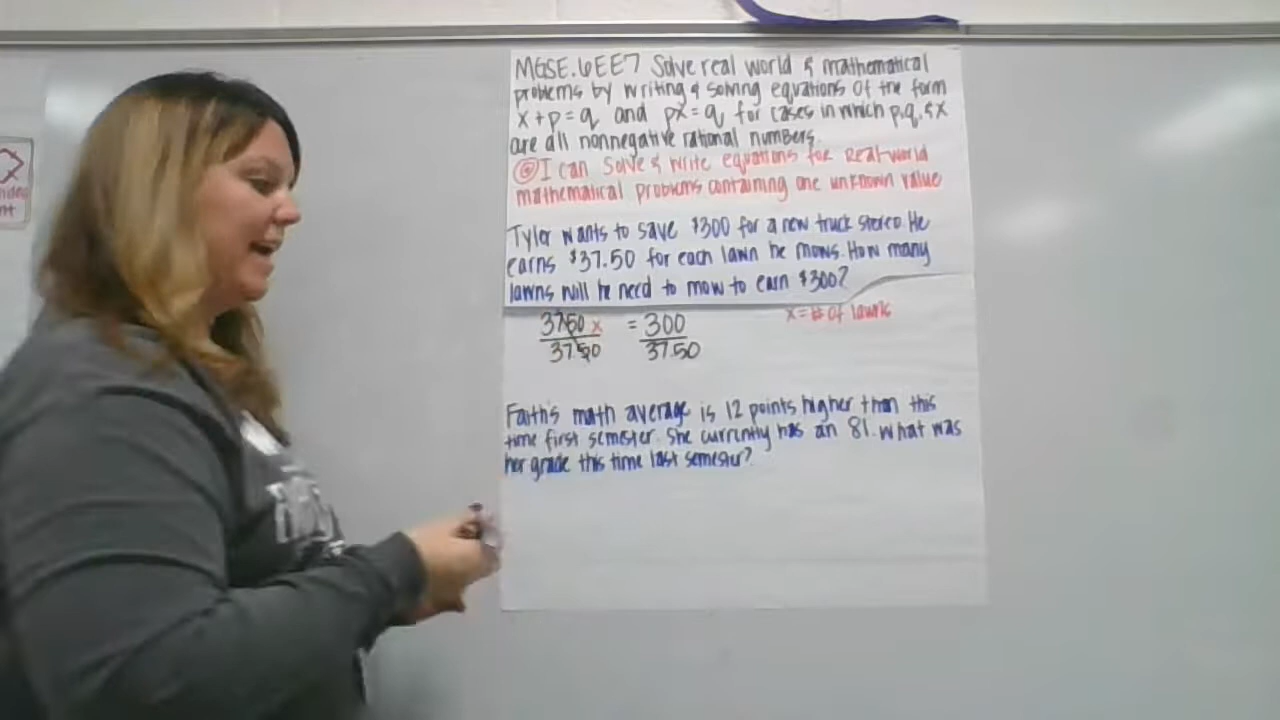 MGSE.6EE7 Solve real world & mathematical
problems by writing & solving equations of the form
x + p = q and px = q for cases in which p, q, & x
are all nonnegative rational numbers.
I can solve & write equations for real world
mathematical problems containing one unknown value
Tyler wants to save $300 for a new truck stereo. He
earns $37.50 for each lawn he mows. How many
lawns will he need to mow to earn $300?
x = # of lawns
37.50 x = 300
37.50 37.50
Faith's math average is 12 points higher than this
time first semester. She currently has an 81. What was
her grade this time last semester?